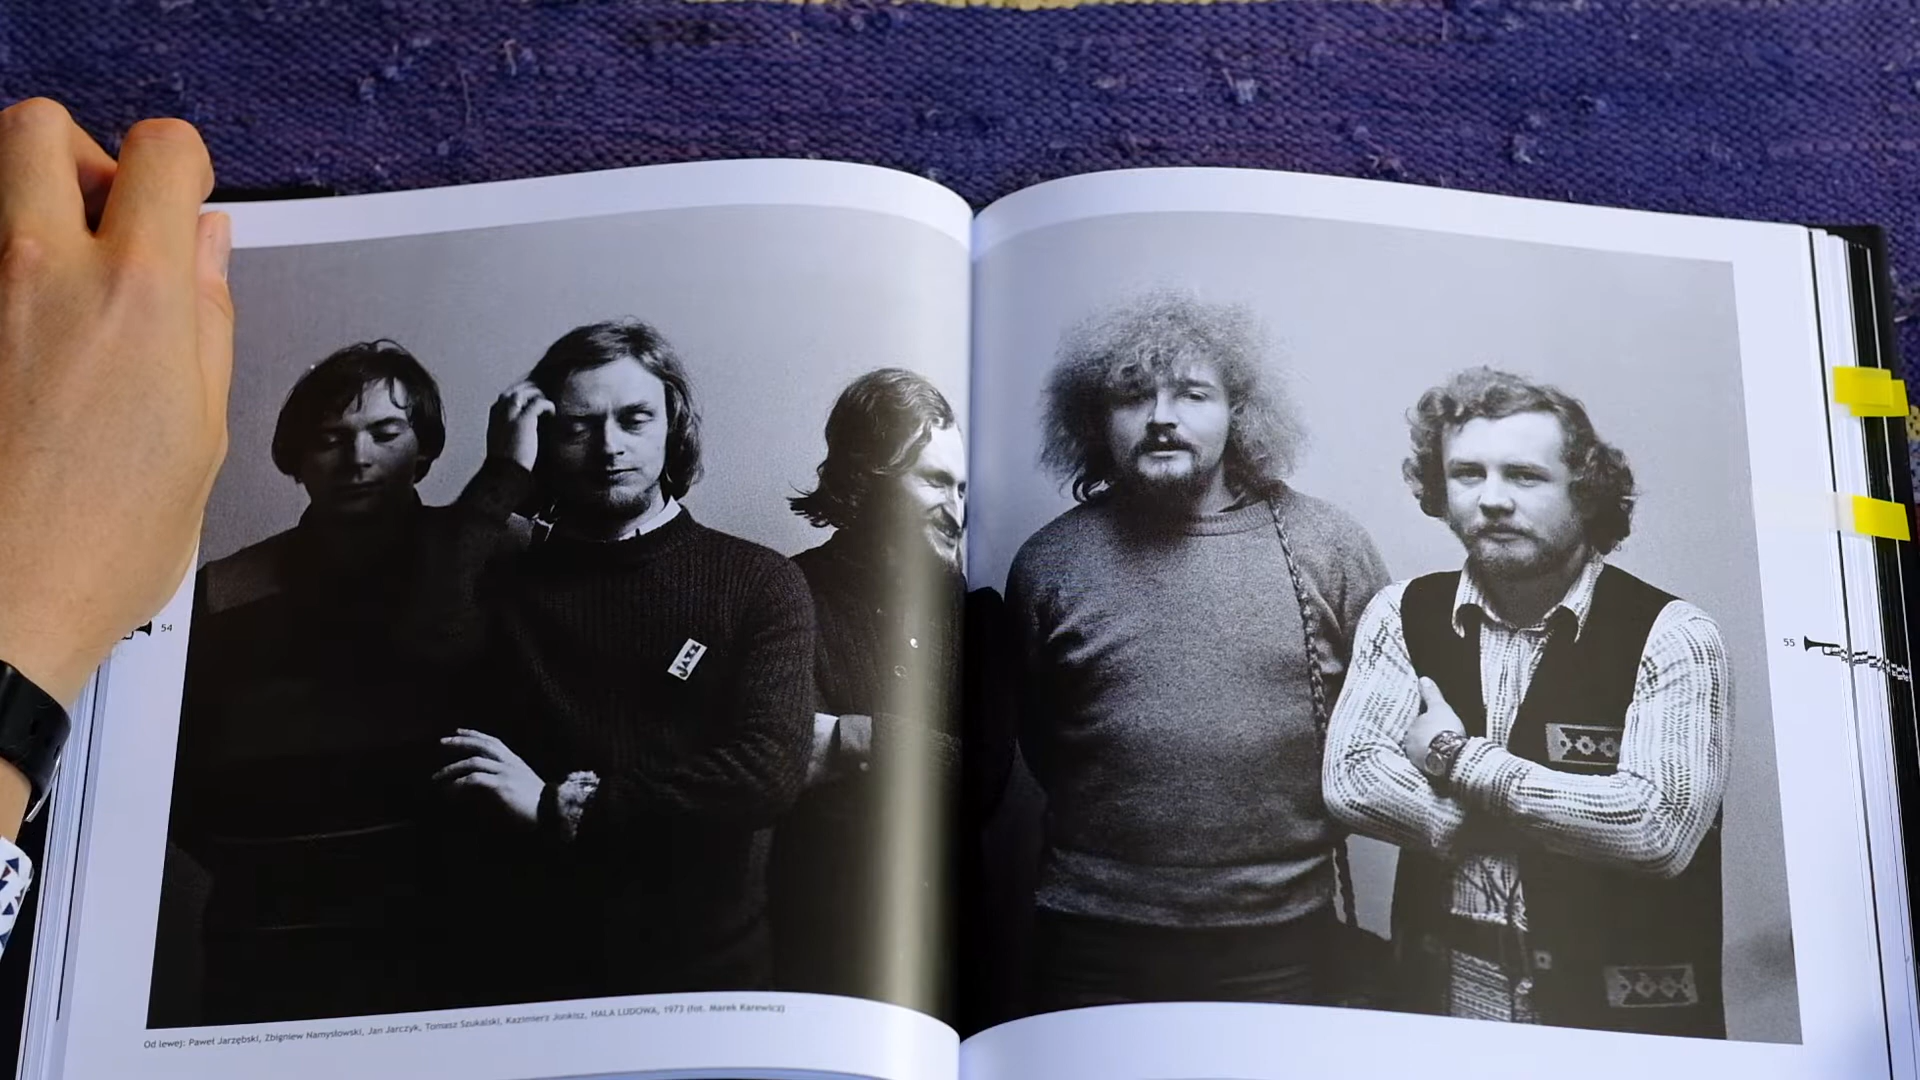 JAZZ
54
55
Od lewej: Paweł Jarzębski, Zbigniew Namysłowski, Jan Jarczyk, Tomasz Szukalski, Kazimierz Jonkisz, HALA LUDOWA, 1973 (fot. Marek Karewicz)